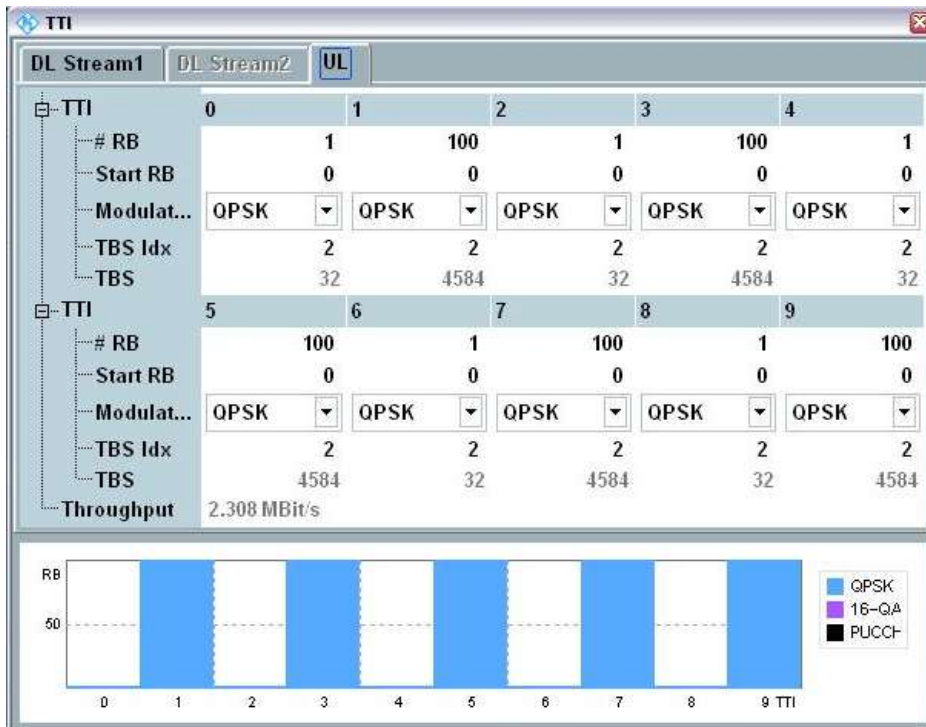 TTI
DL Stream1 DL Stream2 UL
TTI 0 1 2 3 4
# RB 1 100 1 100 1
Start RB 0 0 0 0 0
Modulat... QPSK QPSK QPSK QPSK QPSK
TBS Idx 2 2 2 2 2
TBS 32 4584 32 4584 32
TTI 5 6 7 8 9
# RB 100 1 100 1 100
Start RB 0 0 0 0 0
Modulat... QPSK QPSK QPSK QPSK QPSK
TBS Idx 2 2 2 2 2
TBS 4584 32 4584 32 4584
Throughput 2.308 MBit/s
RB
50
0 1 2 3 4 5 6 7 8 9 TTI
QPSK
16-QA
PUCCH